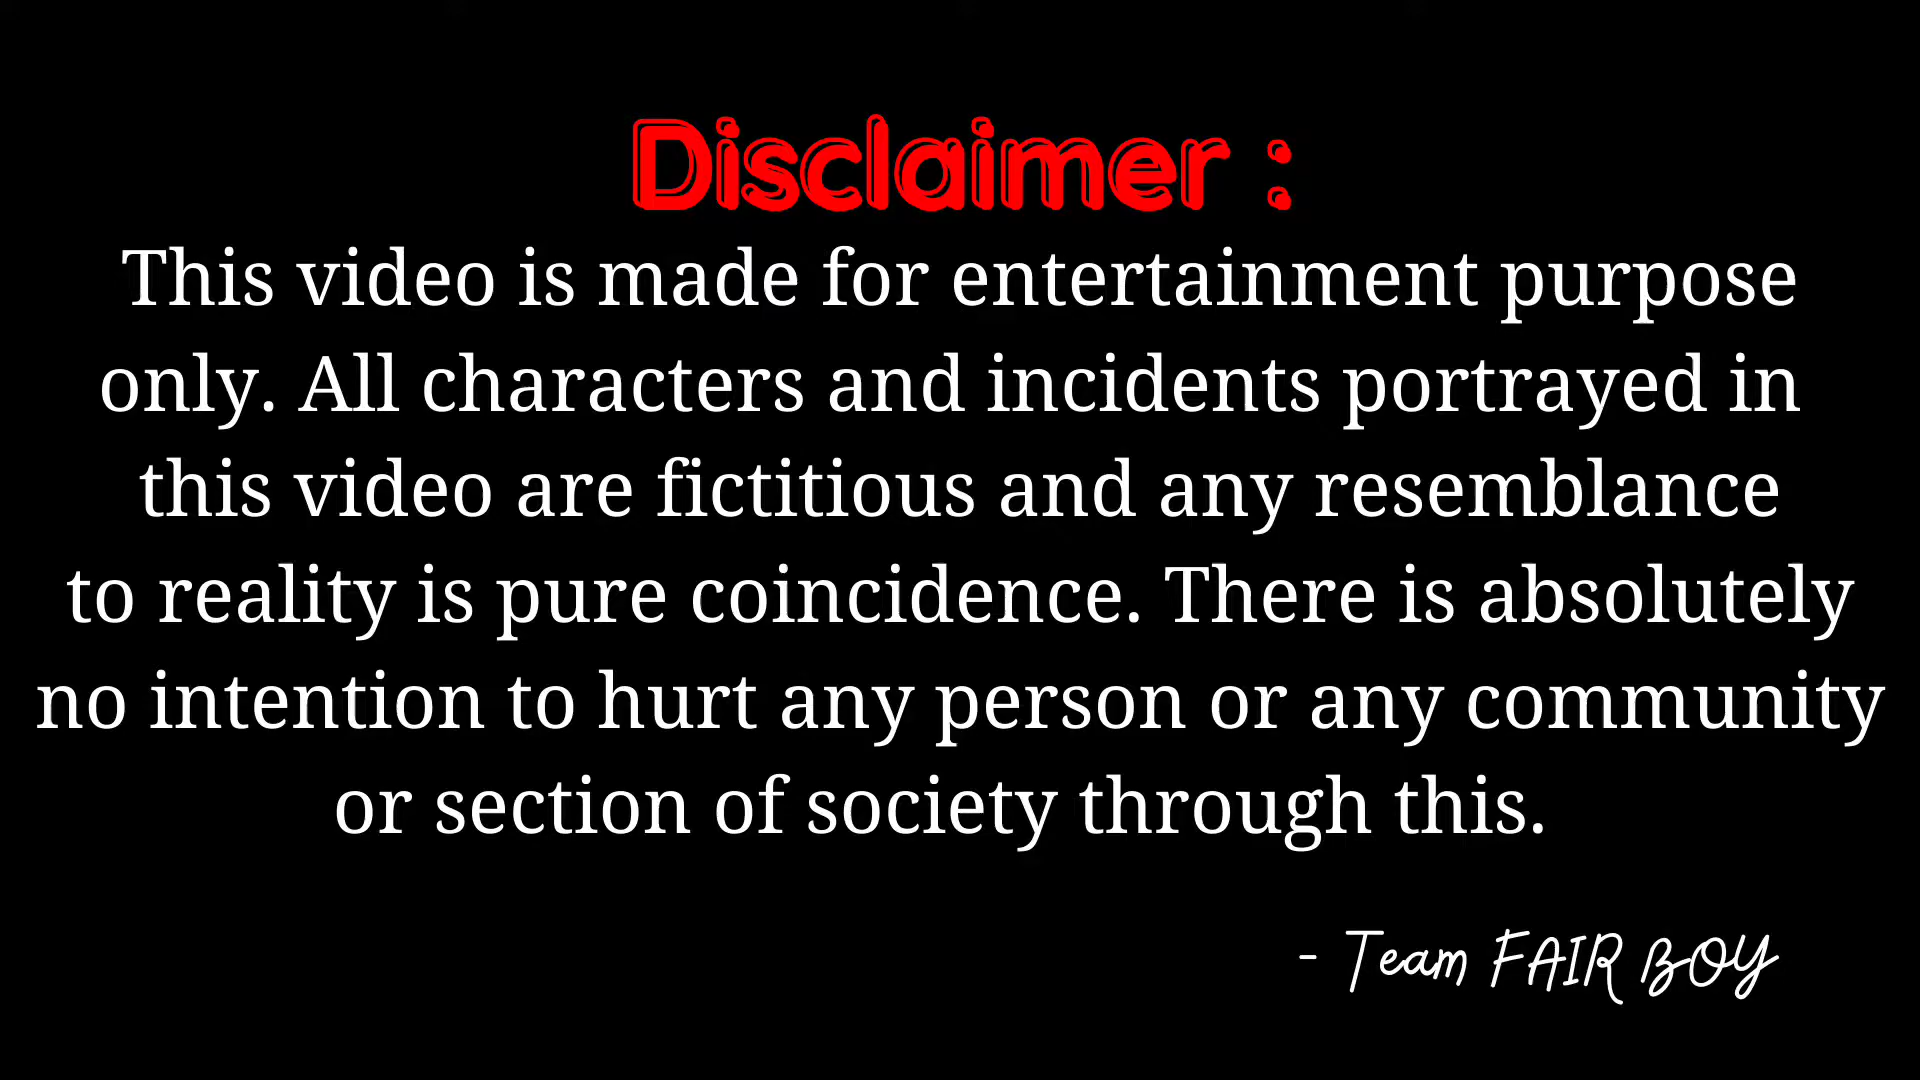 Disclaimer :
This video is made for entertainment purpose
only. All characters and incidents portrayed in
this video are fictitious and any resemblance
to reality is pure coincidence. There is absolutely
no intention to hurt any person or any community
or section of society through this.
- Team FAIR BOY